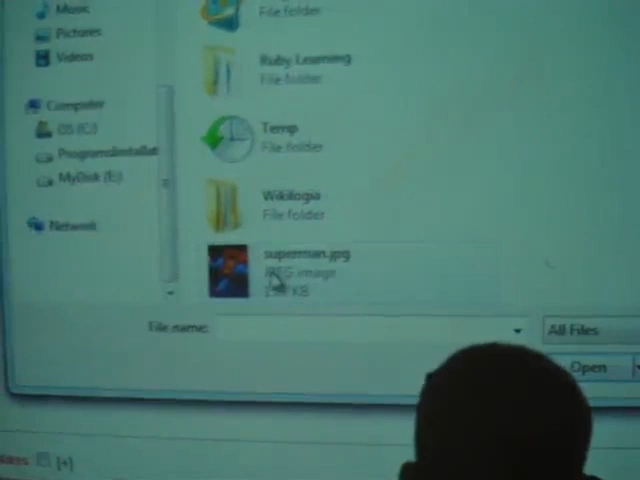 Music
Pictures
Videos
Computer
OS (C:)
MyDisk (E:)
Network
File folder
Ruby Learning
File folder
Temp
File folder
Wikilogia
File folder
superman.jpg
JPEG image
KB
File name:
All Files
Open
[+]